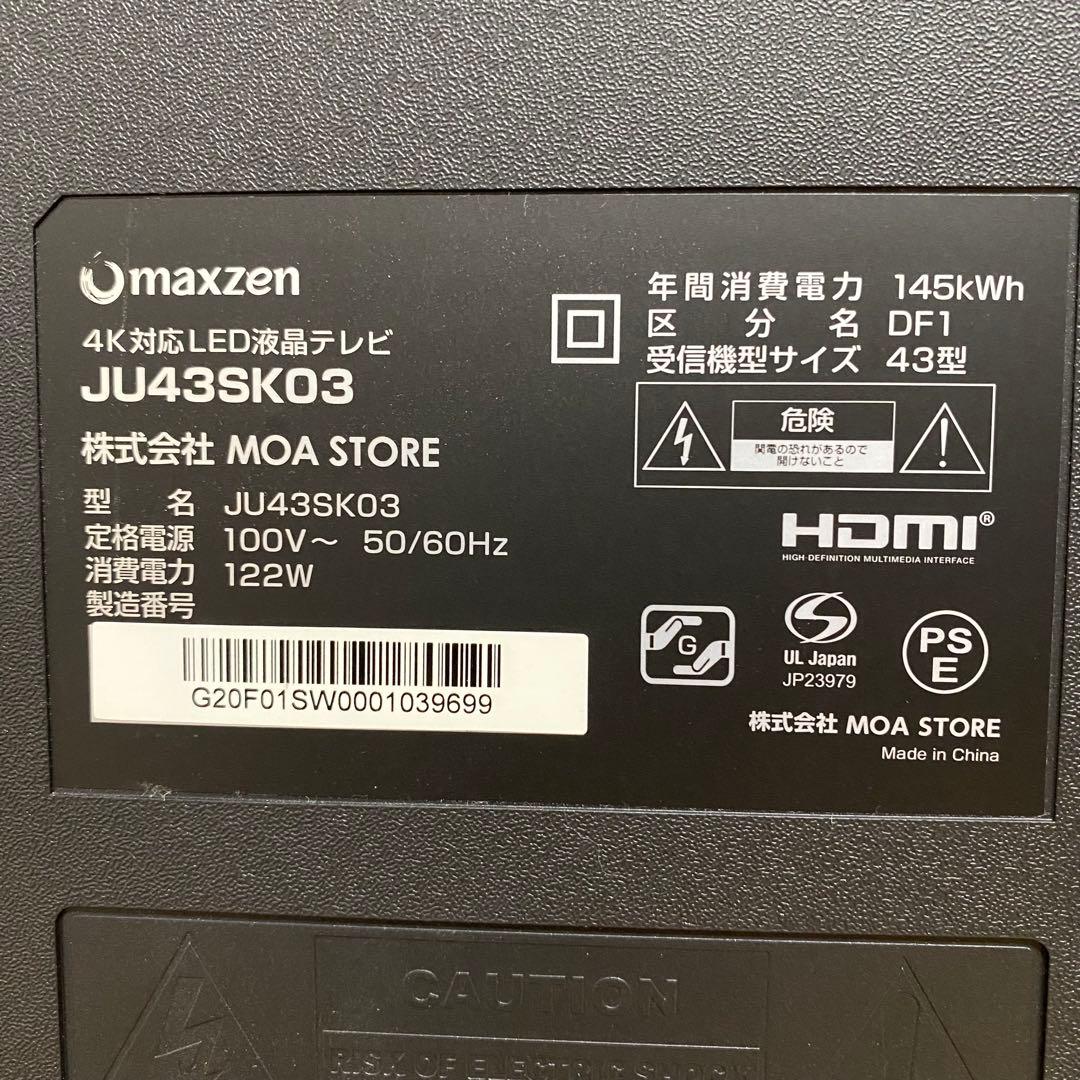 maxzen
4K対応LED液晶テレビ
JU43SK03
株式会社 MOA STORE
型名 JU43SK03
定格電源 100V～ 50/60Hz
消費電力 122W
製造番号
G20F01SW0001039699
年間消費電力 145kWh
区分名 DF1
受信機型サイズ 43型
危険
関電の恐れがあるので
開けないこと
HDMI®
HIGH-DEFINITION MULTIMEDIA INTERFACE
G
UL Japan
JP23979
PS
E
株式会社 MOA STORE
Made in China
CAUTION
RISK OF ELECTRIC SHOCK